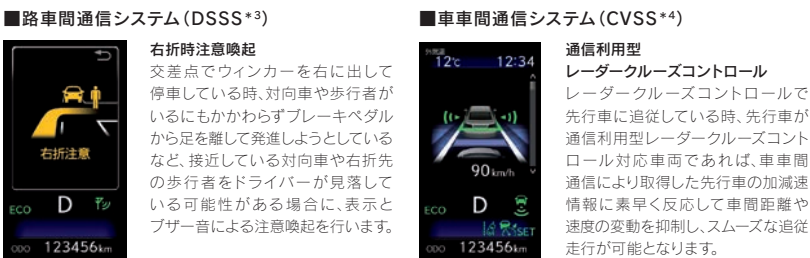 ■路車間通信システム(DSSS*3)
右折時注意喚起
交差点でウィンカーを右に出して
停車している時、対向車や歩行者が
いるにもかかわらずブレーキペダル
から足を離して発進しようとしている
など、接近している対向車や右折先
の歩行者をドライバーが見落して
いる可能性がある場合に、表示と
ブザー音による注意喚起を行います。
右折注意
ECO D
ODO 123456km
■車車間通信システム(CVSS*4)
通信利用型
レーダークルーズコントロール
レーダークルーズコントロールで
先行車に追従している時、先行車が
通信利用型レーダークルーズコント
ロール対応車両であれば、車車間
通信により取得した先行車の加減速
情報に素早く反応して車間距離や
速度の変動を抑制し、スムーズな追従
走行が可能となります。
外気温
12℃ 12:34
90km/h
ECO D
SET
ODO 123456km